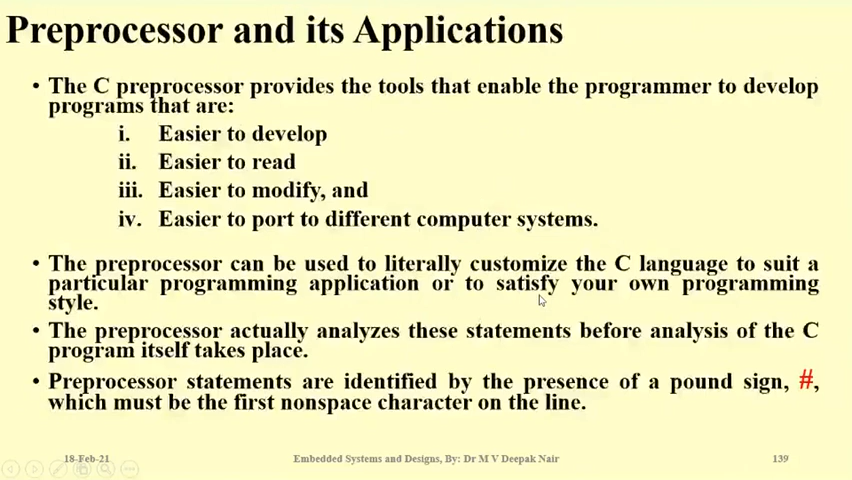 Preprocessor and its Applications
• The C preprocessor provides the tools that enable the programmer to develop
programs that are:
i. Easier to develop
ii. Easier to read
iii. Easier to modify, and
iv. Easier to port to different computer systems.
• The preprocessor can be used to literally customize the C language to suit a
particular programming application or to satisfy your own programming
style.
• The preprocessor actually analyzes these statements before analysis of the C
program itself takes place.
• Preprocessor statements are identified by the presence of a pound sign, #,
which must be the first nonspace character on the line.
18-Feb-21 Embedded Systems and Designs, By: Dr M V Deepak Nair 139